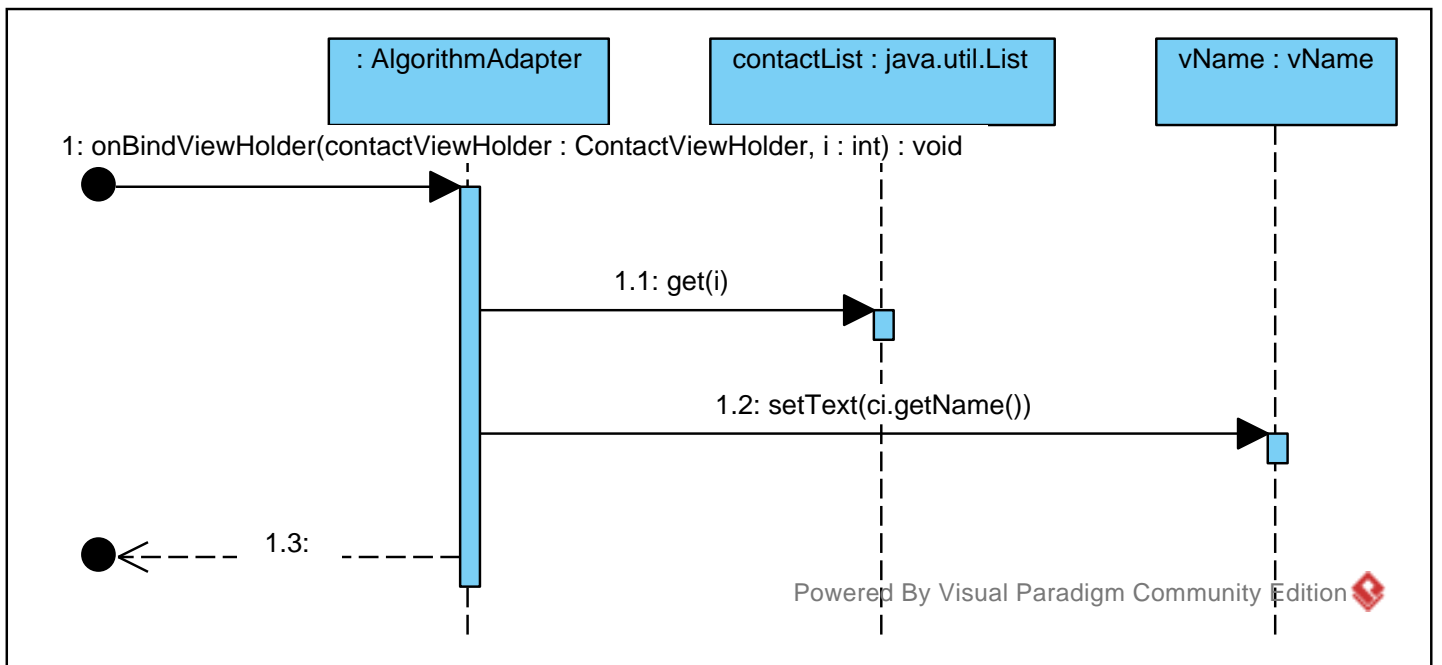 : AlgorithmAdapter
contactList : java.util.List
vName : vName
1: onBindViewHolder(contactViewHolder : ContactViewHolder, i : int) : void
1.1: get(i)
1.2: setText(ci.getName())
1.3:
Powered By Visual Paradigm Community Edition